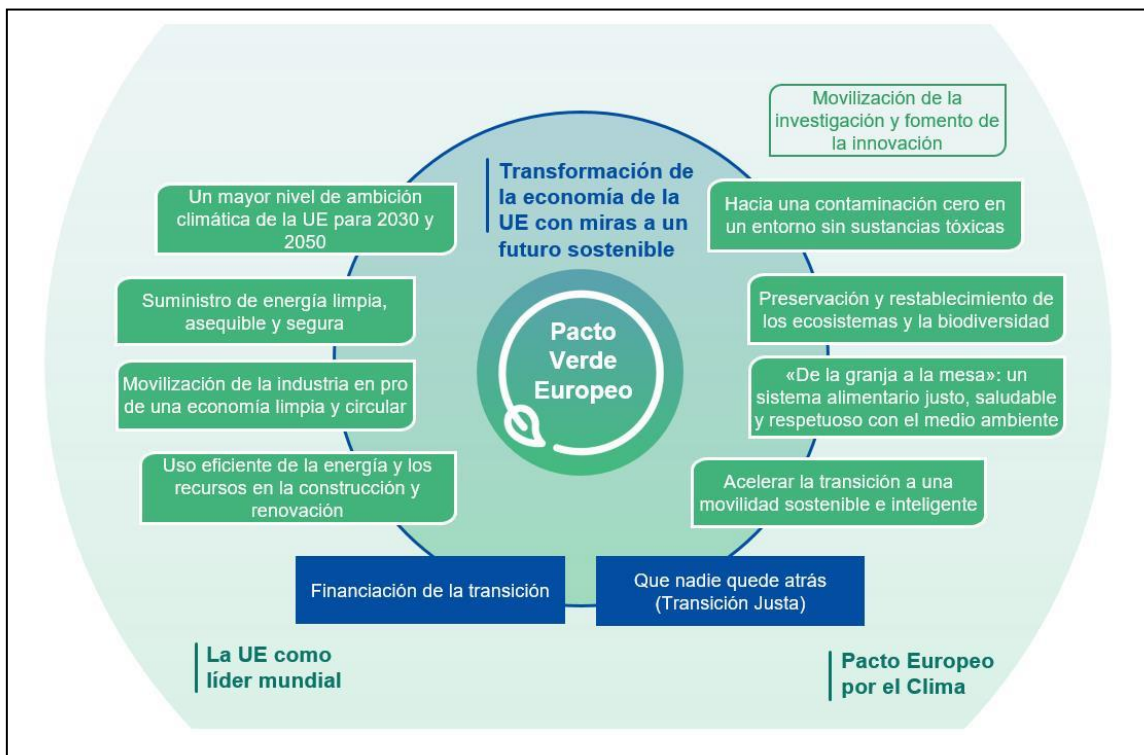 Movilización de la
investigación y fomento de
la innovación
Transformación de
la economía de la
UE con miras a un
futuro sostenible
Un mayor nivel de ambición
climática de la UE para 2030 y
2050
Hacia una contaminación cero en
un entorno sin sustancias tóxicas
Suministro de energía limpia,
asequible y segura
Preservación y restablecimiento de
los ecosistemas y la biodiversidad
Pacto
Verde
Europeo
Movilización de la industria en pro
de una economía limpia y circular
«De la granja a la mesa»: un
sistema alimentario justo, saludable
y respetuoso con el medio ambiente
Uso eficiente de la energía y los
recursos en la construcción y
renovación
Acelerar la transición a una
movilidad sostenible e inteligente
Financiación de la transición
Que nadie quede atrás
(Transición Justa)
La UE como
líder mundial
Pacto Europeo
por el Clima